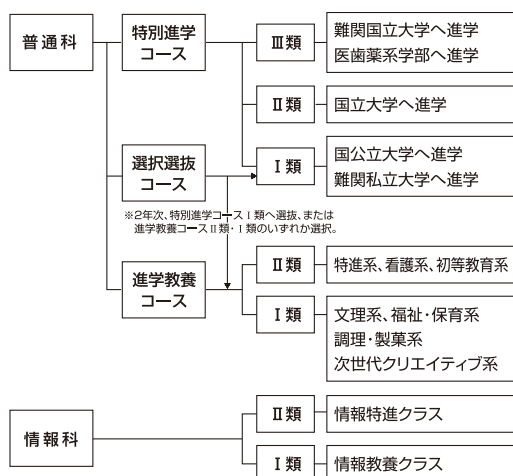 普通科
特別進学
コース
Ⅲ類
難関国立大学へ進学
医歯薬系学部へ進学
Ⅱ類
国立大学へ進学
Ⅰ類
国公立大学へ進学
難関私立大学へ進学
選択選抜
コース
※2年次、特別進学コースⅠ類へ選抜、または
進学教養コースⅡ類・Ⅰ類のいずれか選択。
進学教養
コース
Ⅱ類
特進系、看護系、初等教育系
Ⅰ類
文理系、福祉・保育系
調理・製菓系
次世代クリエイティブ系
情報科
Ⅱ類
情報特進クラス
Ⅰ類
情報教養クラス